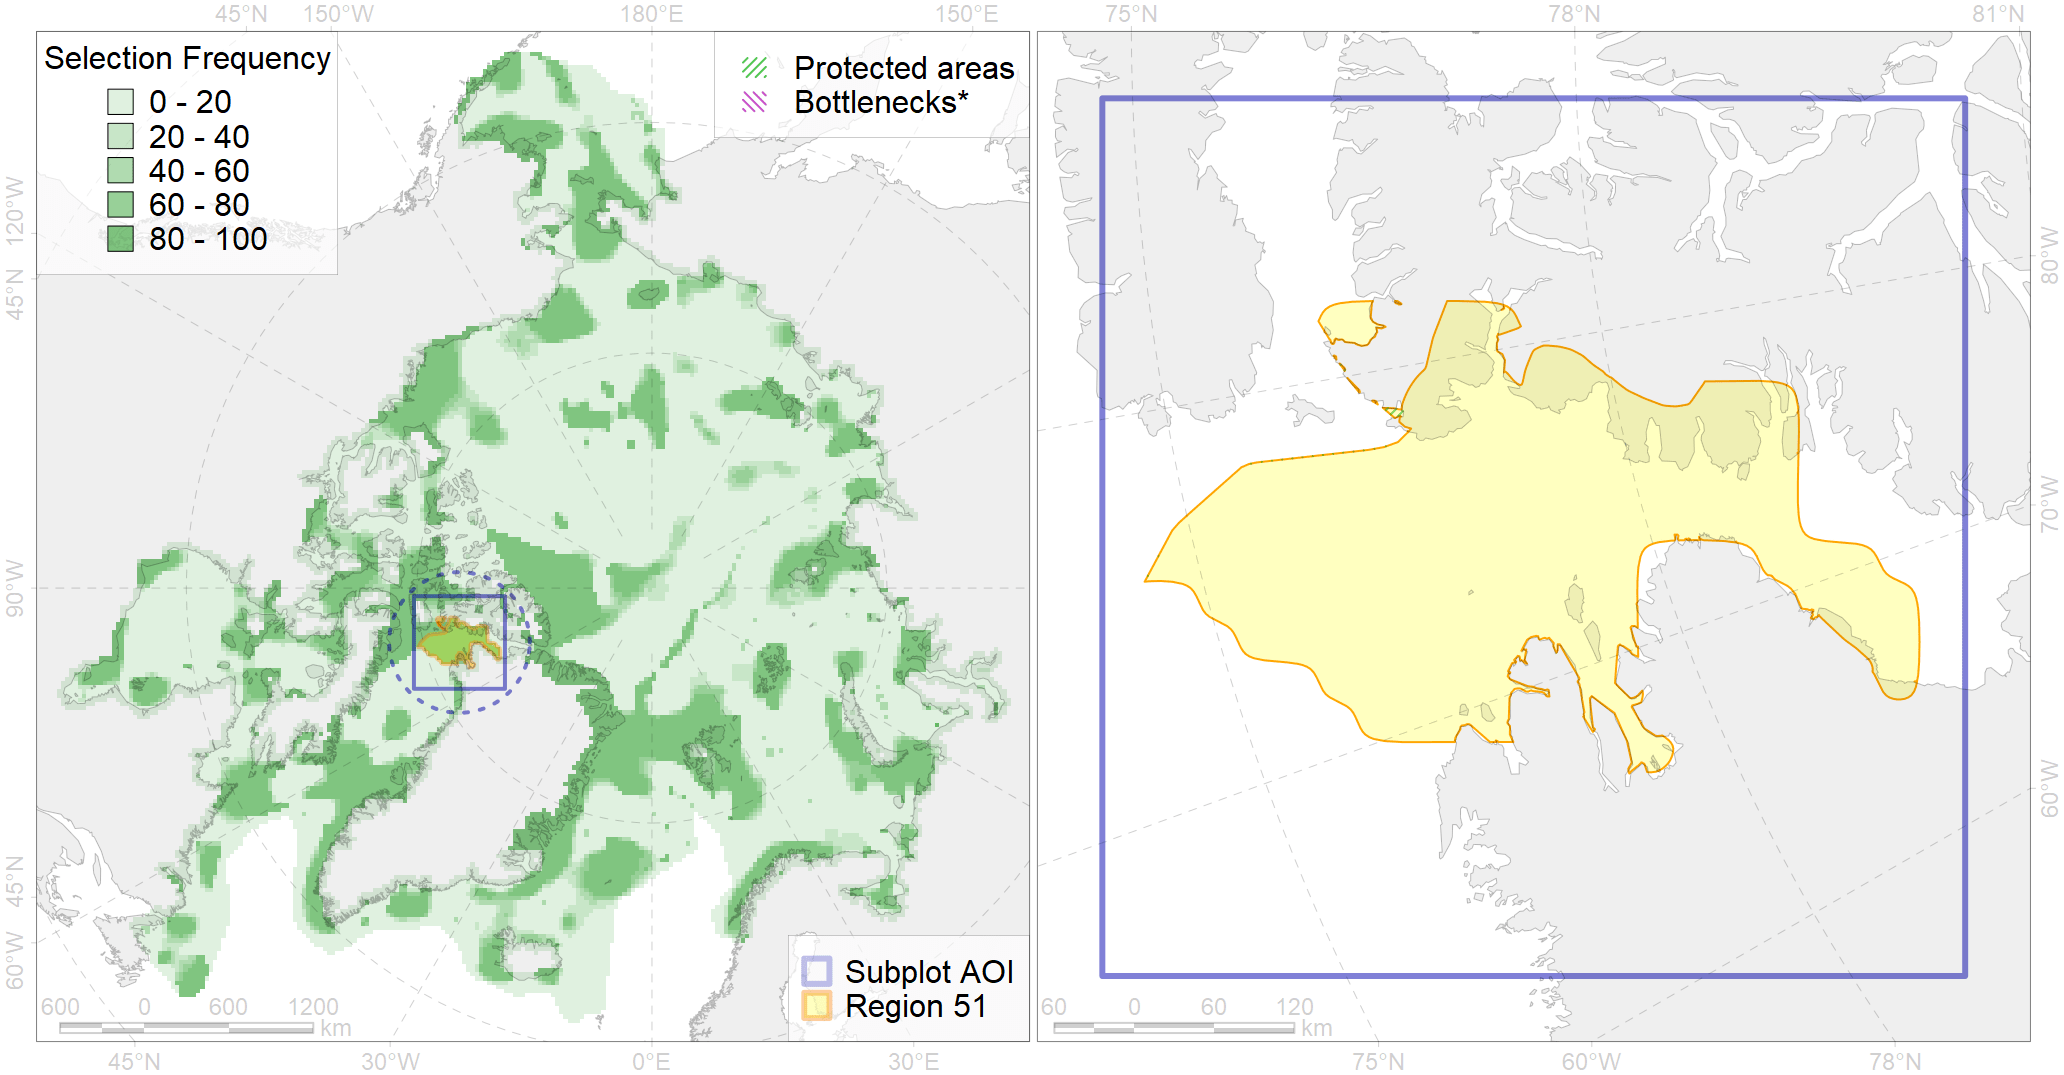 45°N 150°W 180°E 150°E 75°N 78°N 81°N
Selection Frequency
0 - 20
20 - 40
40 - 60
60 - 80
80 - 100
Protected areas
Bottlenecks*
120°W
45°N
90°W
45°N
60°W
80°W
70°W
60°W
Subplot AOI
Region 51
600 0 600 1200
km
60 0 60 120
km
45°N 30°W 0°E 30°E 75°N 60°W 78°N